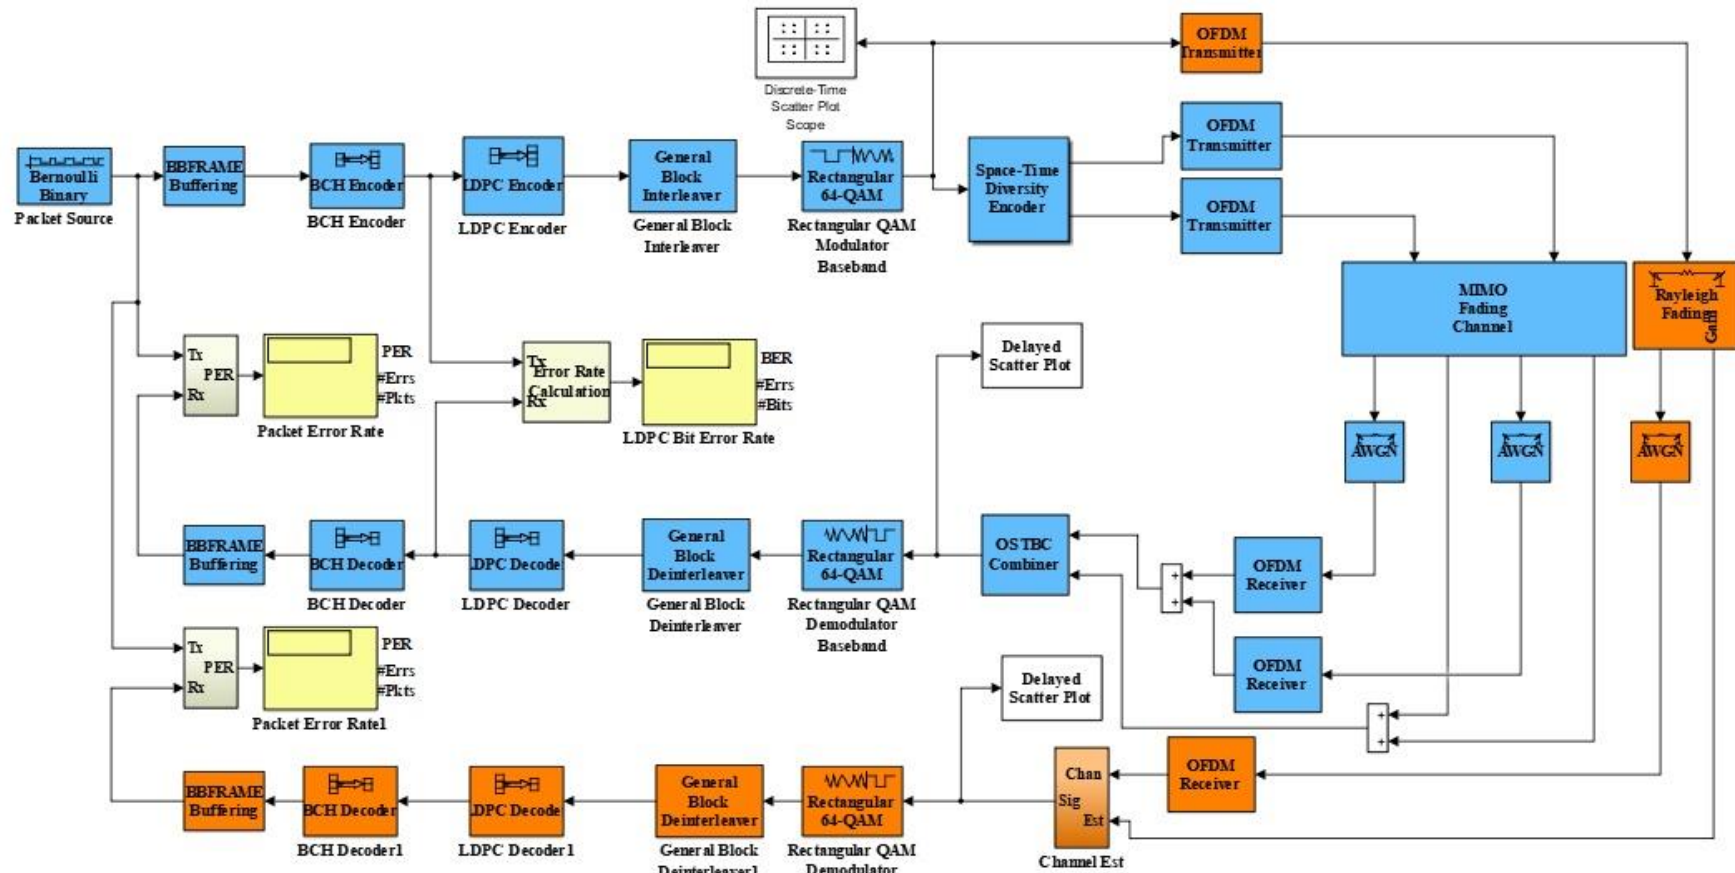 OFDM
Transmitter
Discrete-Time
Scatter Plot
Scope
Bernoulli
Binary
Packet Source
BBFRAME
Buffering
BCH Encoder
BCH Encoder
LDPC Encoder
LDPC Encoder
General
Block
Interleaver
General Block
Interleaver
Rectangular
64-QAM
Rectangular QAM
Modulator
Baseband
Space-Time
Diversity
Encoder
OFDM
Transmitter
OFDM
Transmitter
MIMO
Fading
Channel
Rayleigh
Fading
Gain
Tx
PER
Rx
PER
#Errs
#Pkts
Packet Error Rate
Tx
Error Rate
Calculation
Rx
BER
#Errs
#Bits
LDPC Bit Error Rate
Delayed
Scatter Plot
AWGN
AWGN
AWGN
BBFRAME
Buffering
BCH Decoder
BCH Decoder
LDPC Decode
LDPC Decoder
General
Block
Deinterleaver
General Block
Deinterleaver
Rectangular
64-QAM
Rectangular QAM
Demodulator
Baseband
OSTBC
Combiner
+
+
OFDM
Receiver
OFDM
Receiver
Tx
PER
Rx
PER
#Errs
#Pkts
Packet Error Rate1
Delayed
Scatter Plot
+
+
BBFRAME
Buffering
BCH Decoder
BCH Decoder1
LDPC Decode
LDPC Decoder1
General
Block
Deinterleaver
General Block
Deinterleaver1
Rectangular
64-QAM
Rectangular QAM
Demodulator
Chan
Sig
Est
Channel Est
OFDM
Receiver